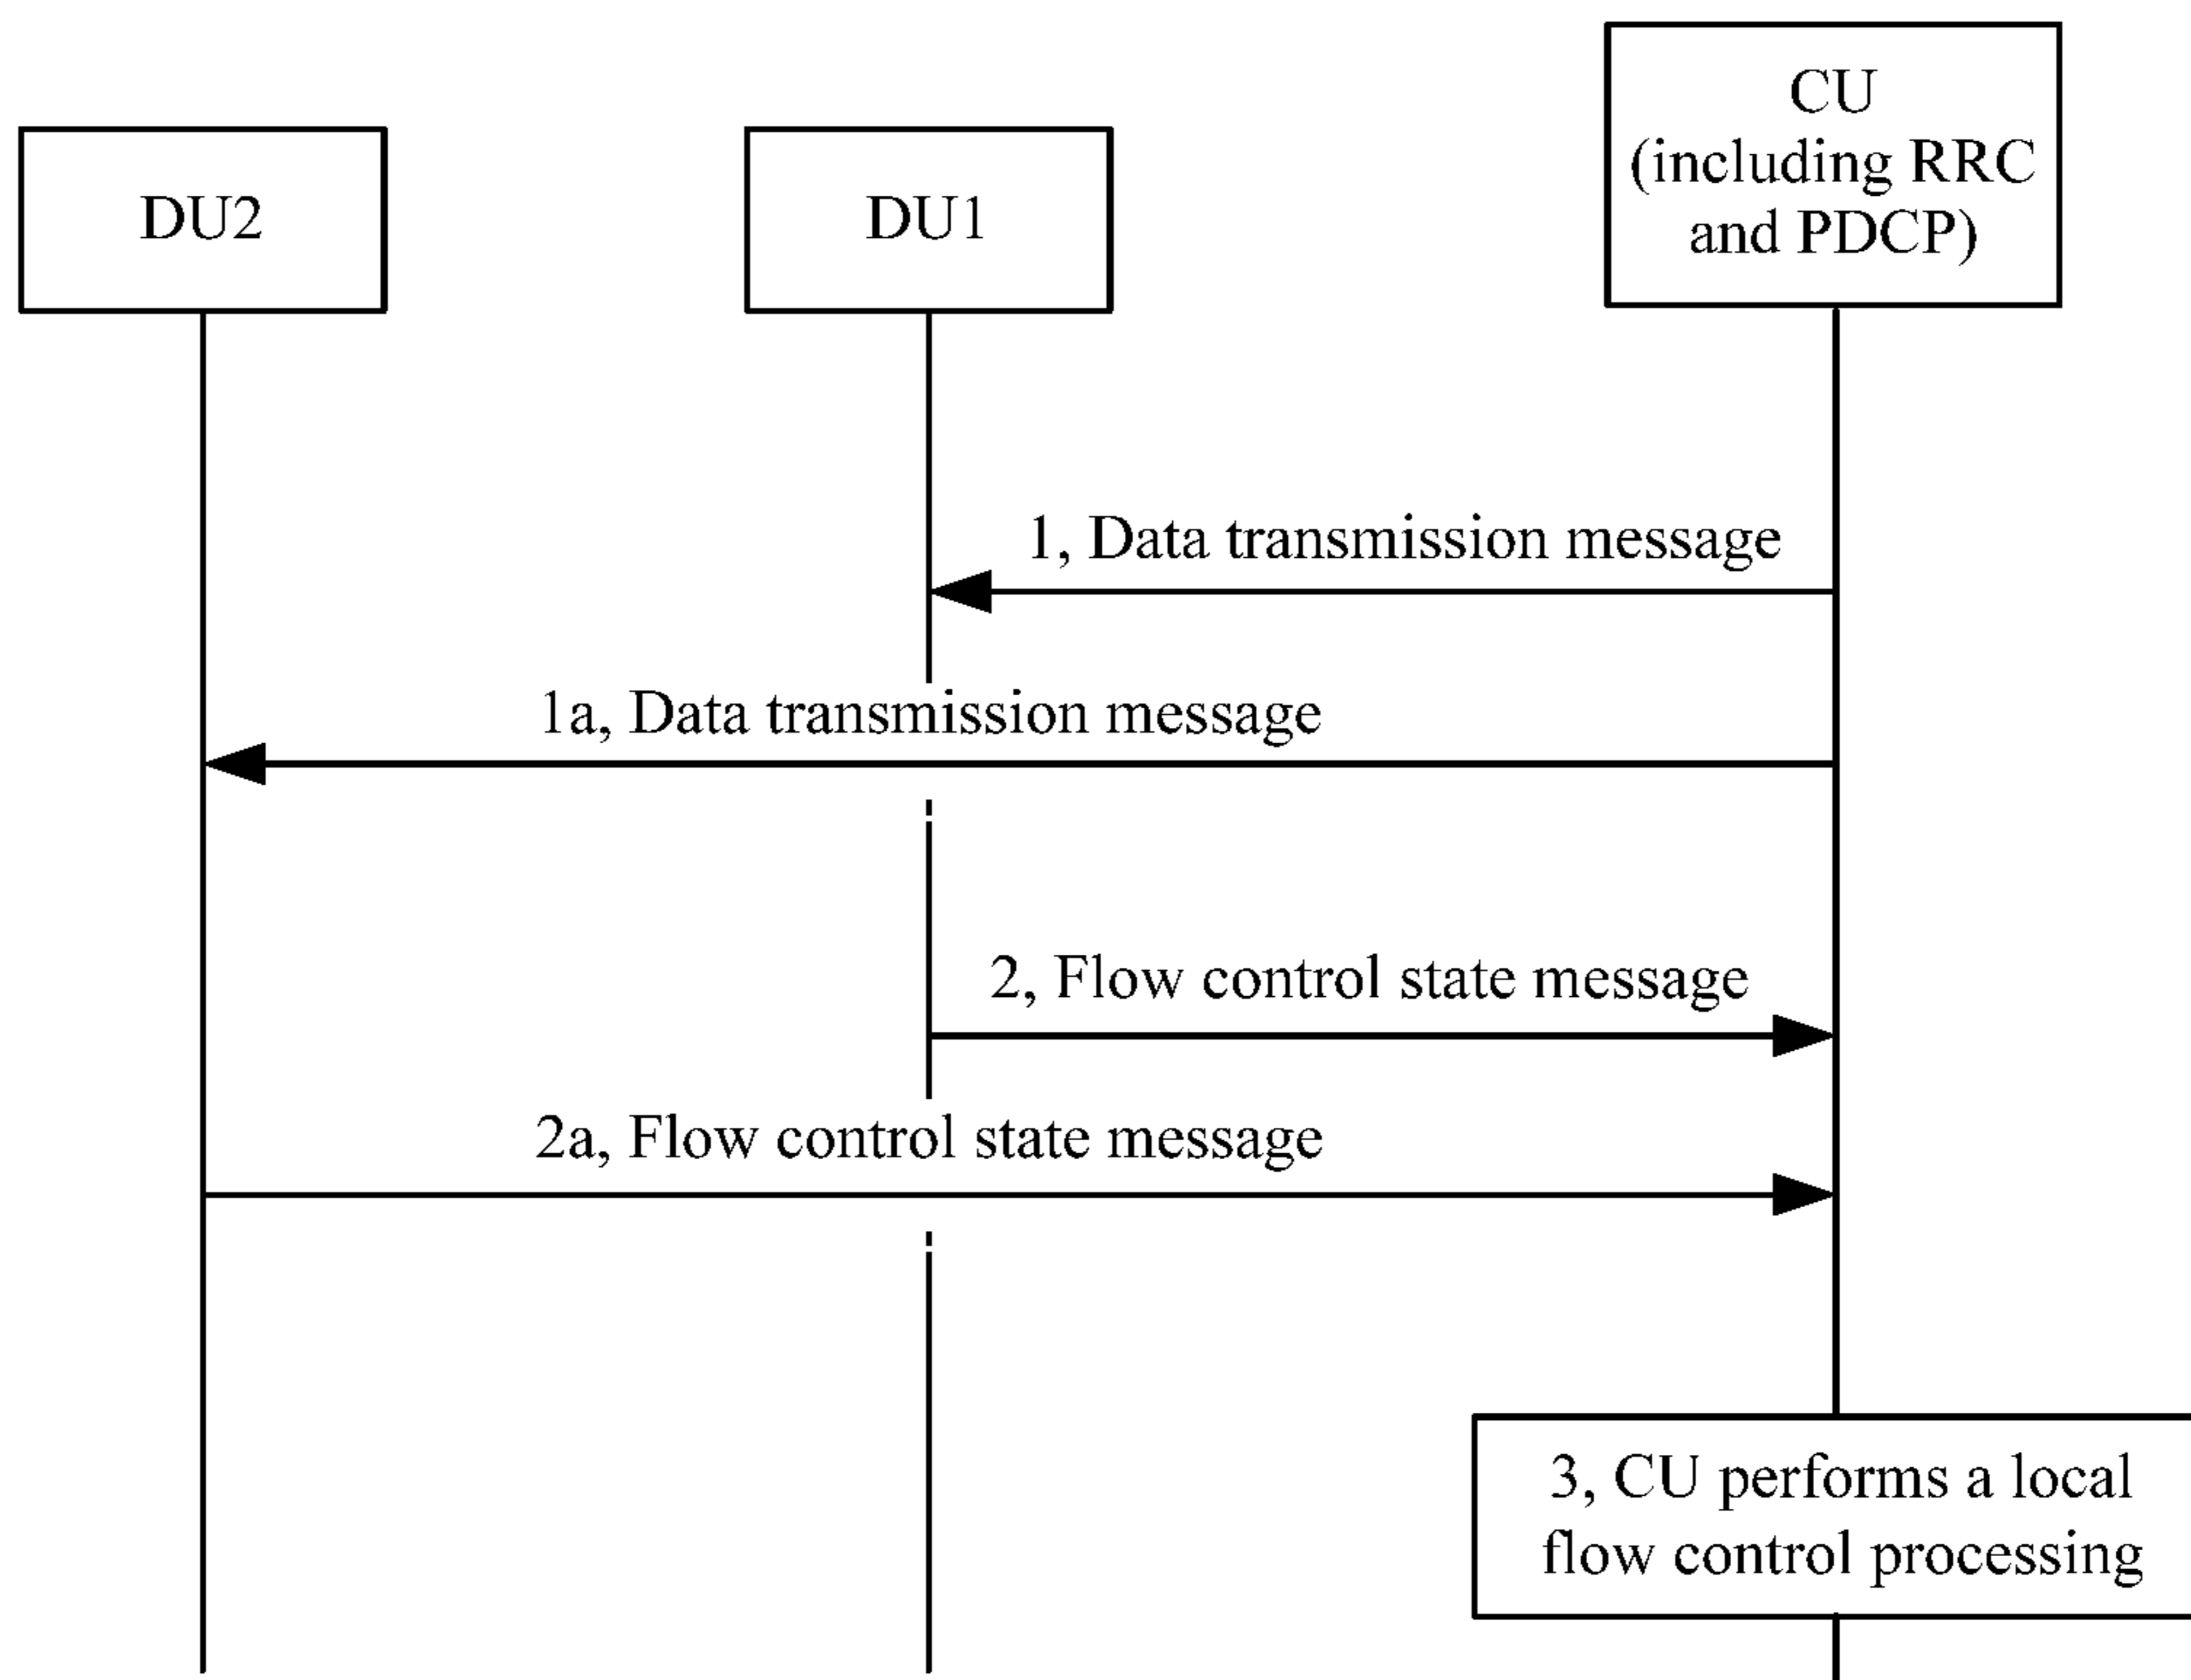 DU2
DU1
CU
(including RRC
and PDCP)
1, Data transmission message
1a, Data transmission message
2, Flow control state message
2a, Flow control state message
3, CU performs a local
flow control processing